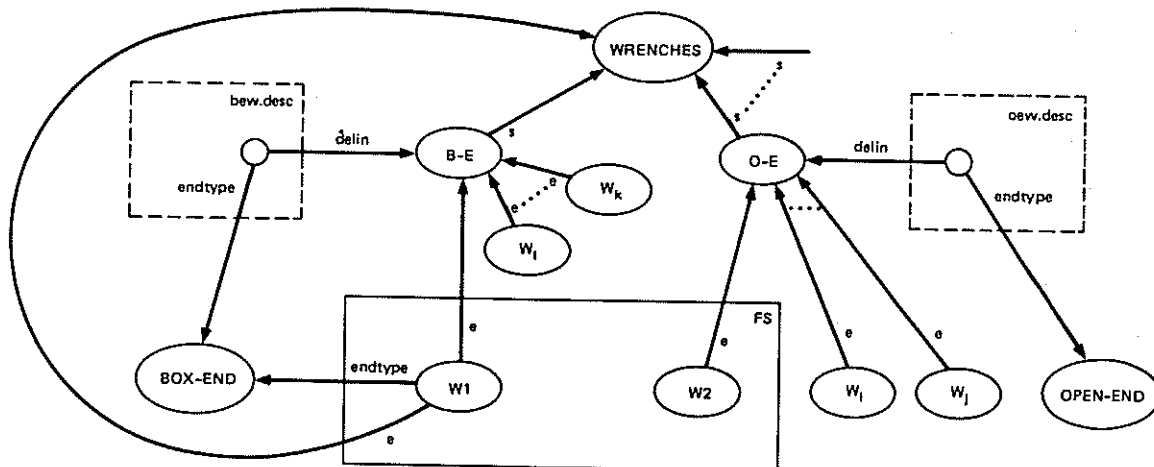 WRENCHES
s
bew.desc
oew.desc
s
s
delin
B-E
O-E
delin
endtype
e
Wk
endtype
e
Wl
FS
e
e
e
e
endtype
BOX-END
W1
W2
Wi
Wj
OPEN-END
e